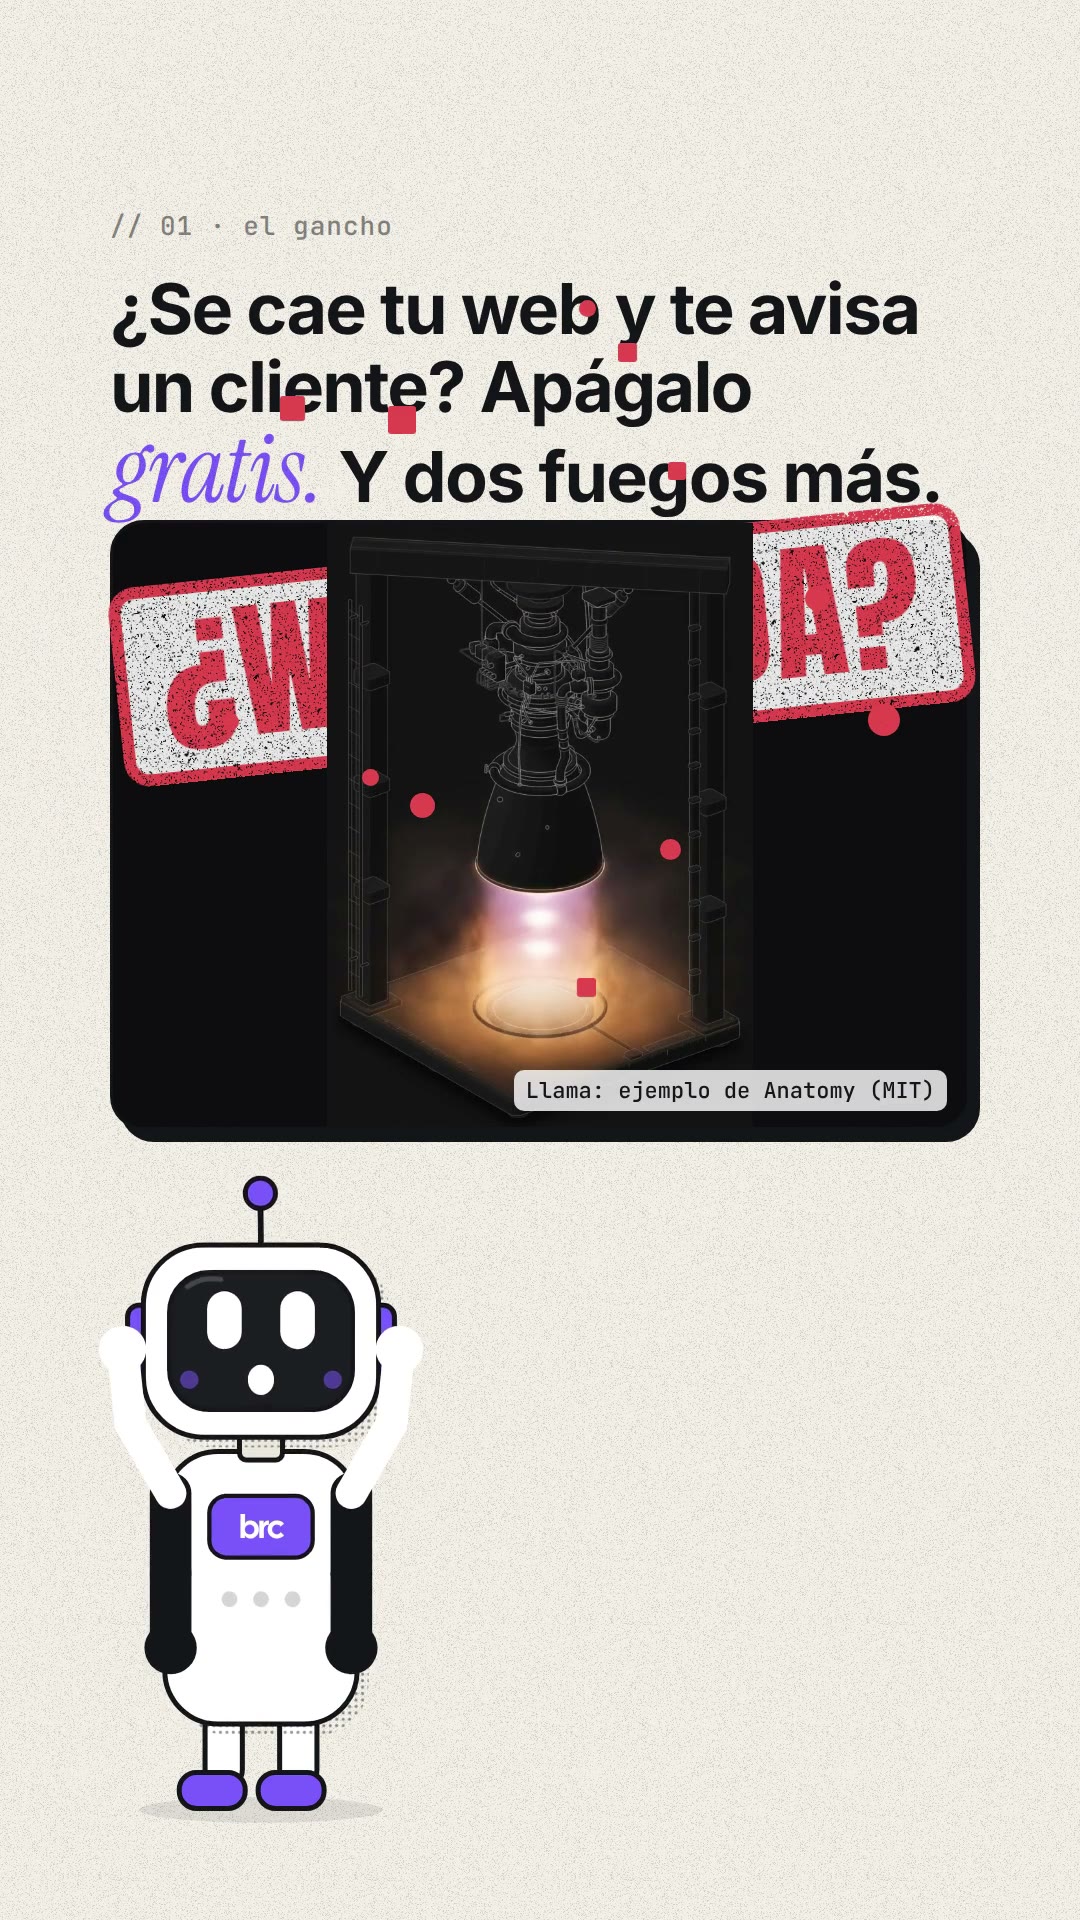 // 01 · el gancho
¿Se cae tu web y te avisa
un cliente? Apágalo
gratis. Y dos fuegos más.
¿W
DA?
Llama: ejemplo de Anatomy (MIT)
brc